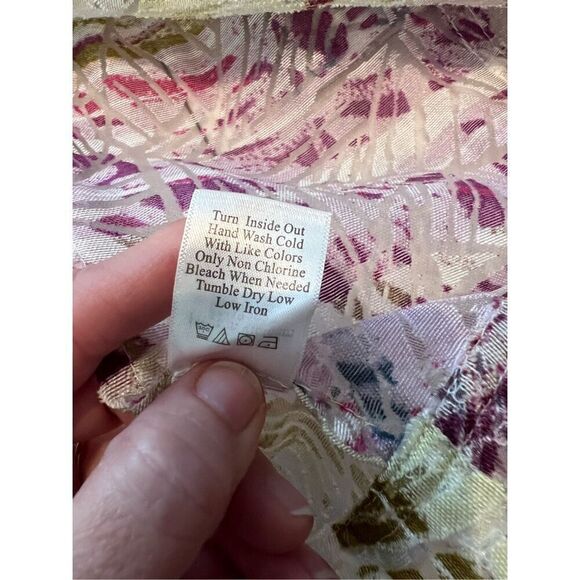 Turn Inside Out
Hand Wash Cold
With Like Colors
Only Non Chlorine
Bleach When Needed
Tumble Dry Low
Low Iron